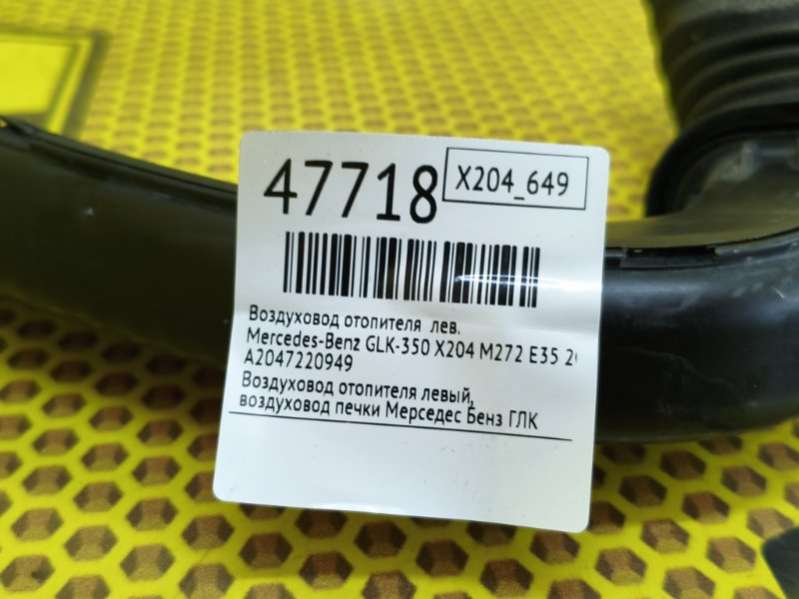 47718
X204_649
Воздуховод отопителя лев.
Mercedes-Benz GLK-350 X204 M272 E35
A2047220949
Воздуховод отопителя левый,
воздуховод печки Мерседес Бенз ГЛК